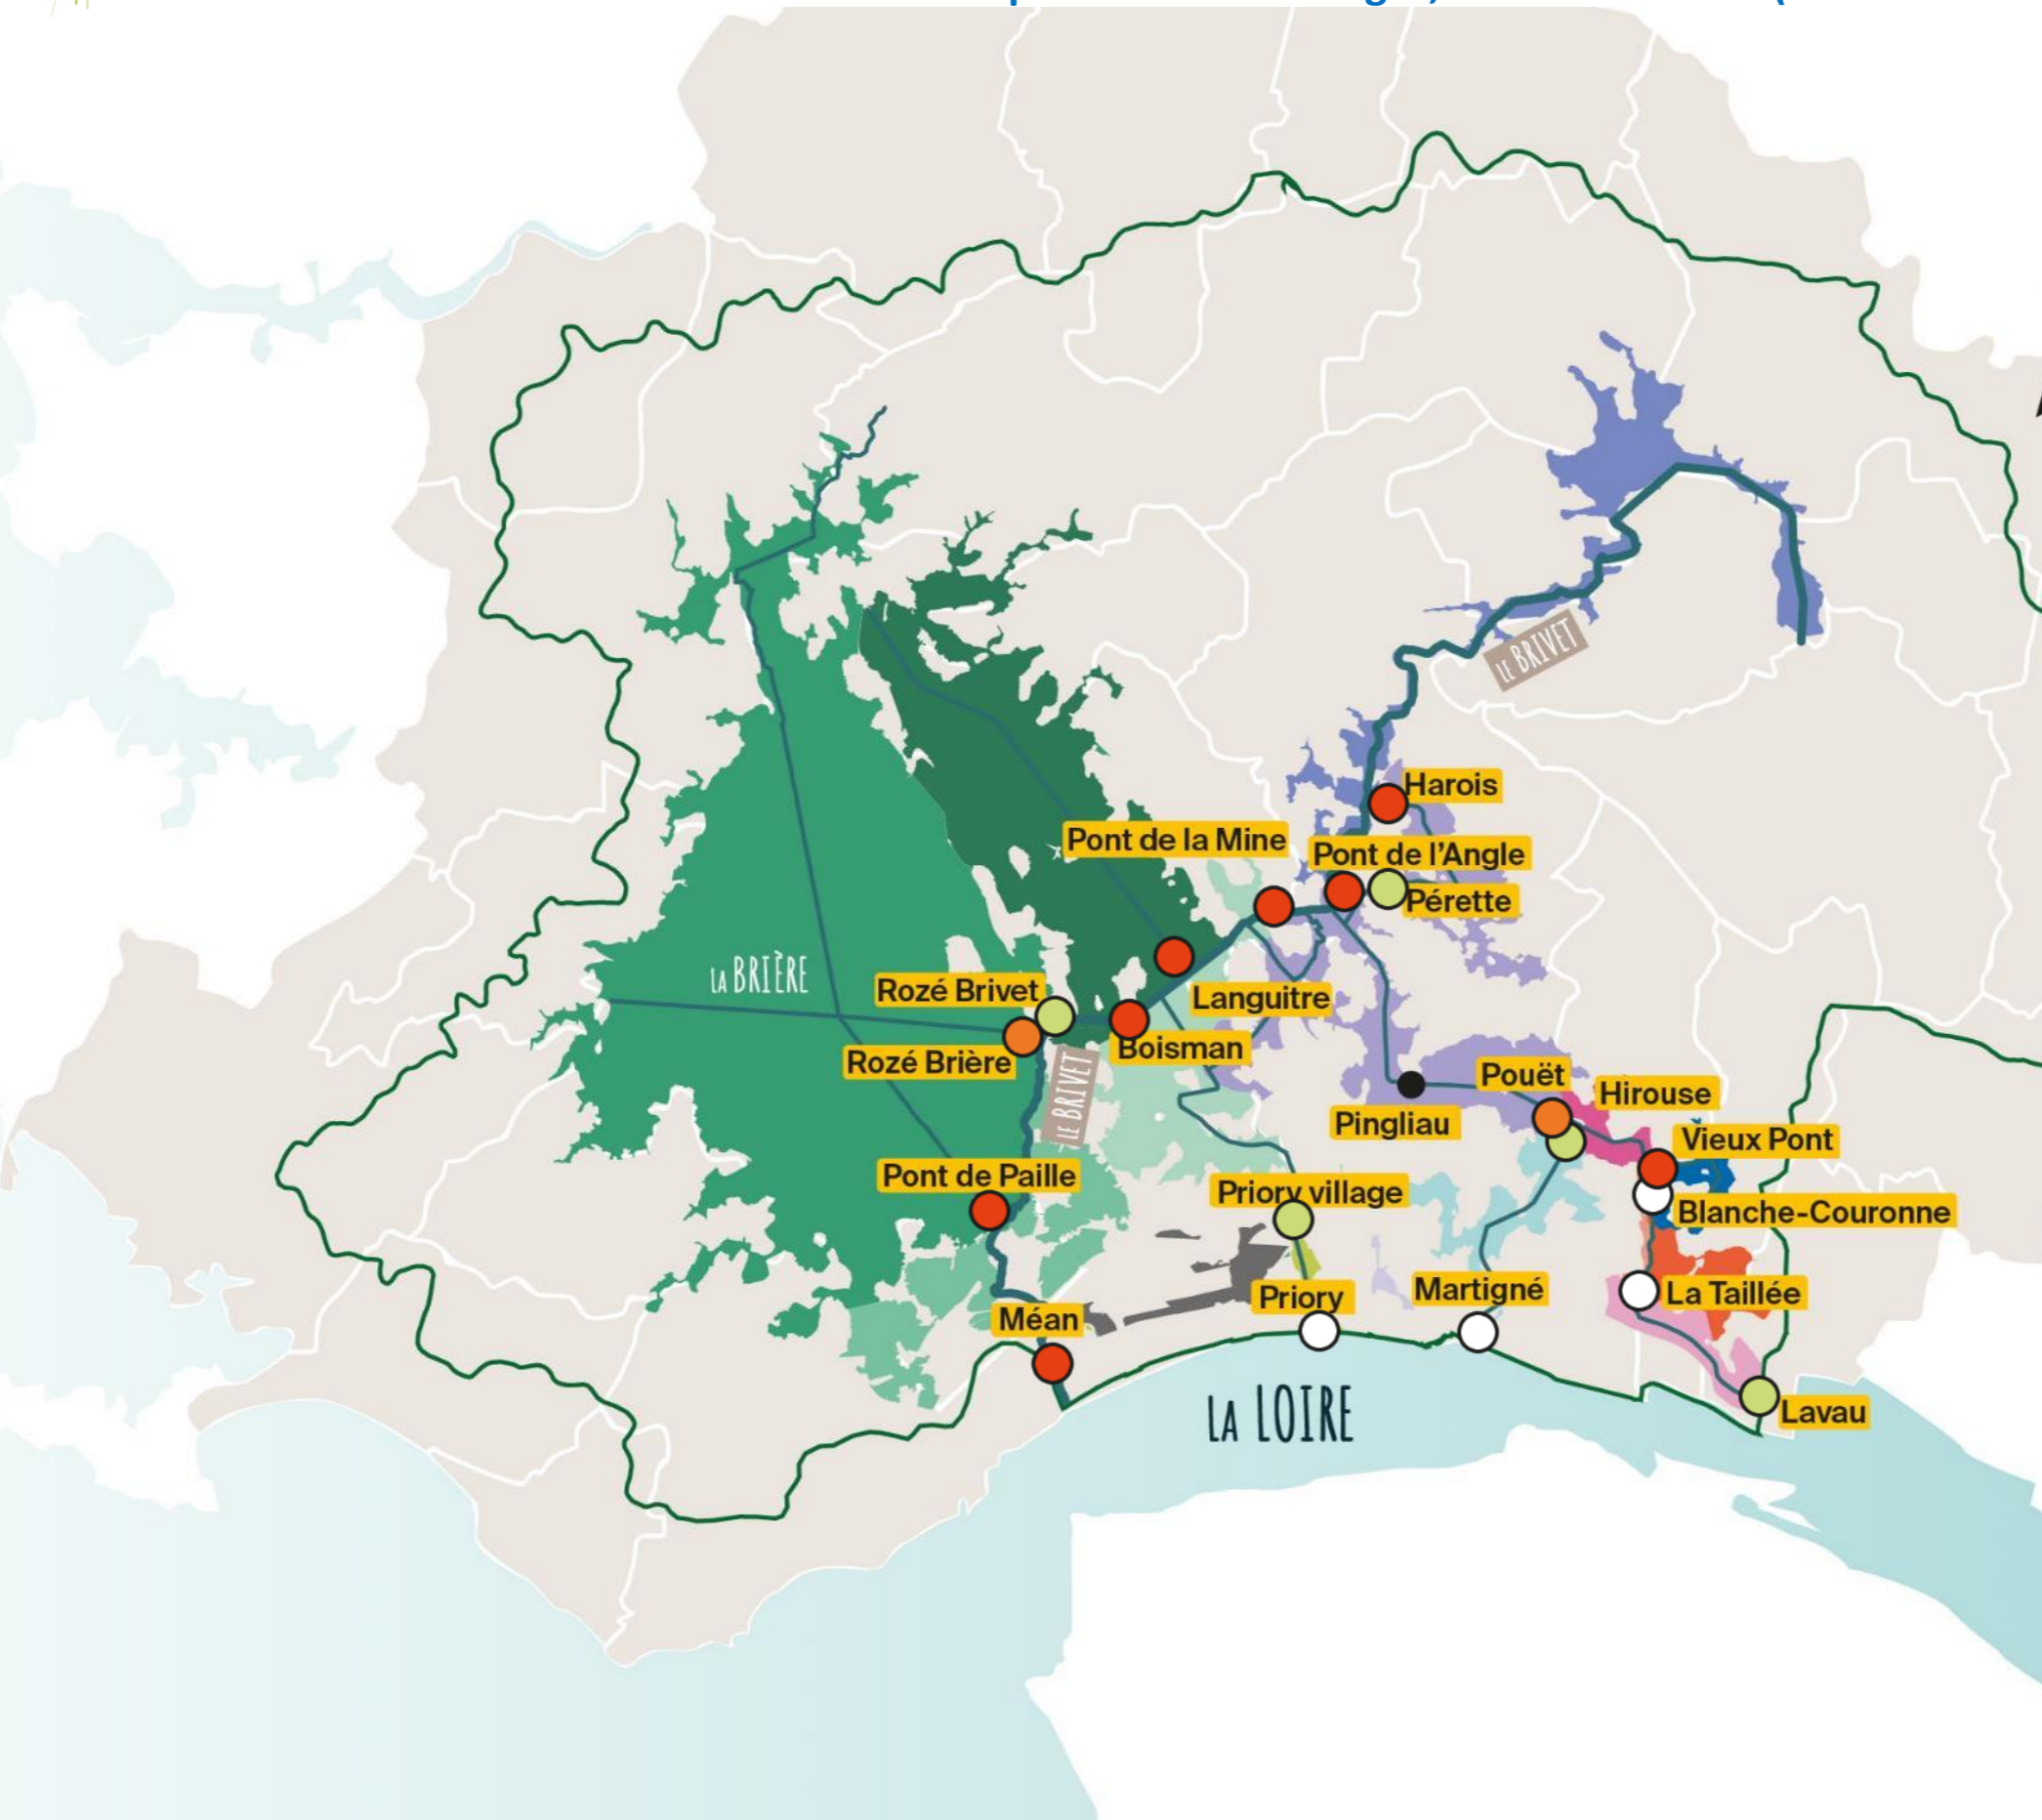 LE BRIVET
Harois
Pont de la Mine
Pont de l'Angle
Pérette
LA BRIÈRE
Rozé Brivet
Languitre
Boisman
Rozé Brière
LE BRIVET
Pouët
Hirouse
Pingliau
Vieux Pont
Pont de Paille
Priory village
Blanche-Couronne
Priory
Martigné
La Taillée
Méan
LA LOIRE
Lavau